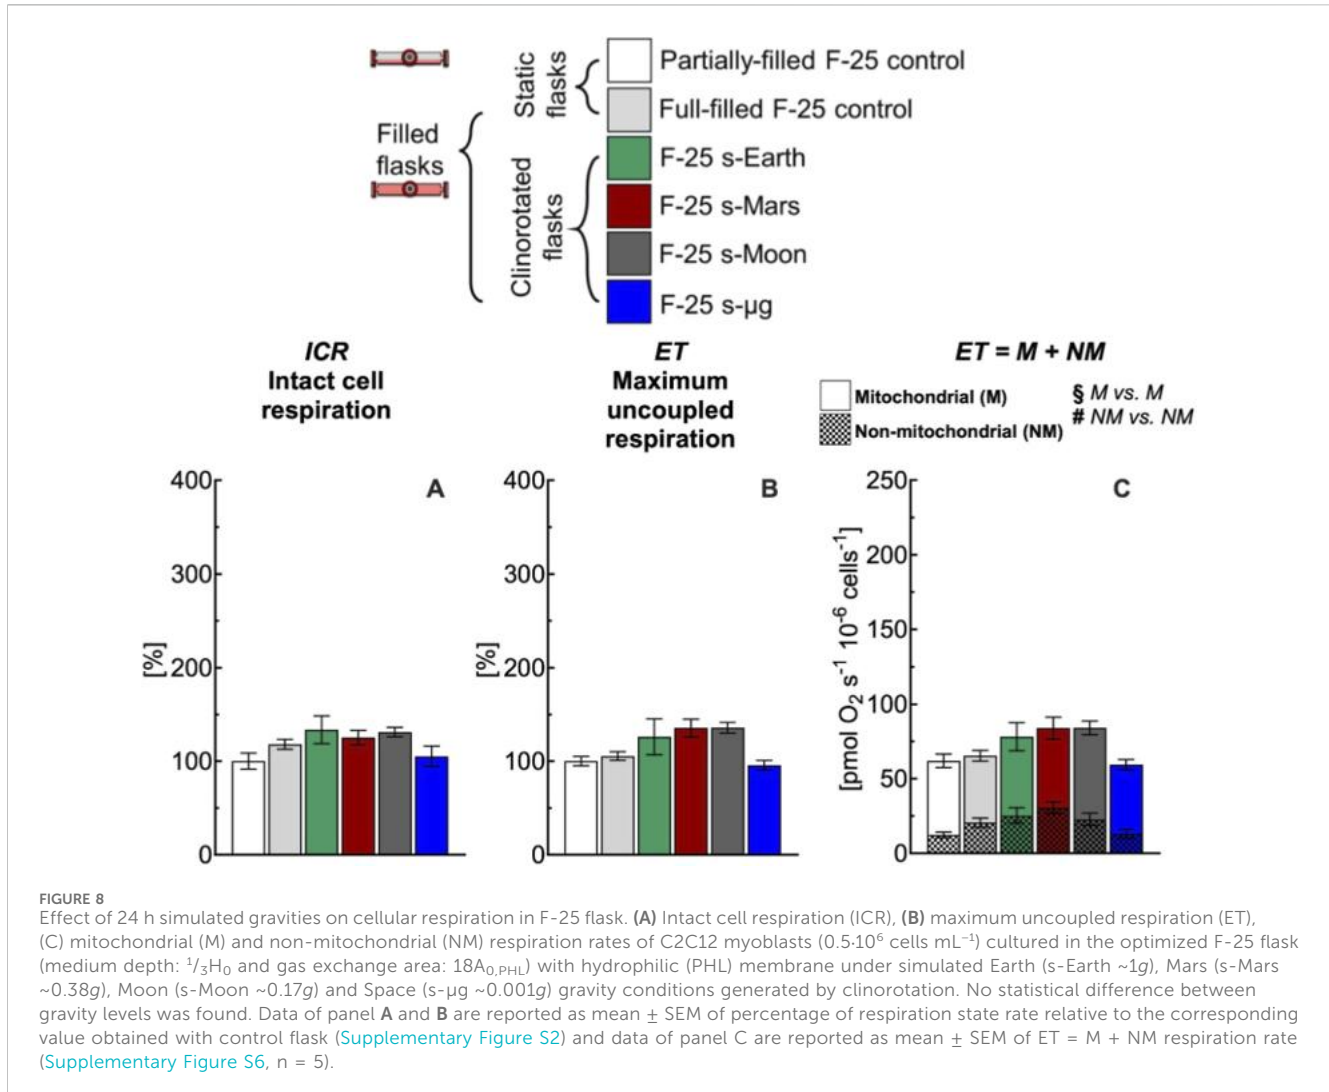 Static flasks
Partially-filled F-25 control
Full-filled F-25 control
Filled
flasks
Clinorotated flasks
F-25 s-Earth
F-25 s-Mars
F-25 s-Moon
F-25 s-µg
ICR
Intact cell
respiration
ET
Maximum
uncoupled
respiration
ET = M + NM
Mitochondrial (M)
Non-mitochondrial (NM)
§ M vs. M
# NM vs. NM
A
[%]
400
300
200
100
0
B
[%]
400
300
200
100
0
C
[pmol O2 s-1 10-6 cells-1]
250
200
150
100
50
0
FIGURE 8
Effect of 24 h simulated gravities on cellular respiration in F-25 flask. (A) Intact cell respiration (ICR), (B) maximum uncoupled respiration (ET),
(C) mitochondrial (M) and non-mitochondrial (NM) respiration rates of C2C12 myoblasts (0.5·10⁶ cells mL⁻¹) cultured in the optimized F-25 flask
(medium depth: ¹/₃H₀ and gas exchange area: 18A₀,PHL) with hydrophilic (PHL) membrane under simulated Earth (s-Earth ~1g), Mars (s-Mars
~0.38g), Moon (s-Moon ~0.17g) and Space (s-µg ~0.001g) gravity conditions generated by clinorotation. No statistical difference between
gravity levels was found. Data of panel A and B are reported as mean ± SEM of percentage of respiration state rate relative to the corresponding
value obtained with control flask (Supplementary Figure S2) and data of panel C are reported as mean ± SEM of ET = M + NM respiration rate
(Supplementary Figure S6, n = 5).